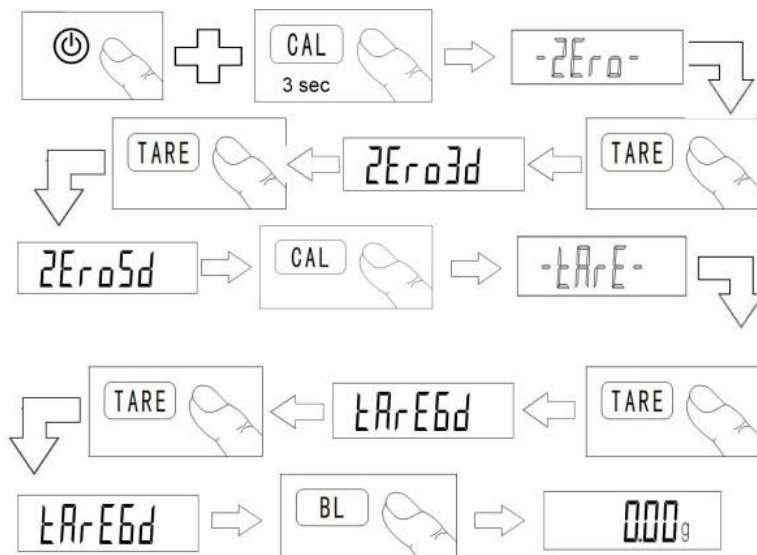 CAL
3 sec
-ZEro-
TARE
ZEro3d
TARE
ZEro5d
CAL
-tArE-
TARE
tArE6d
TARE
tArE6d
BL
0.00g